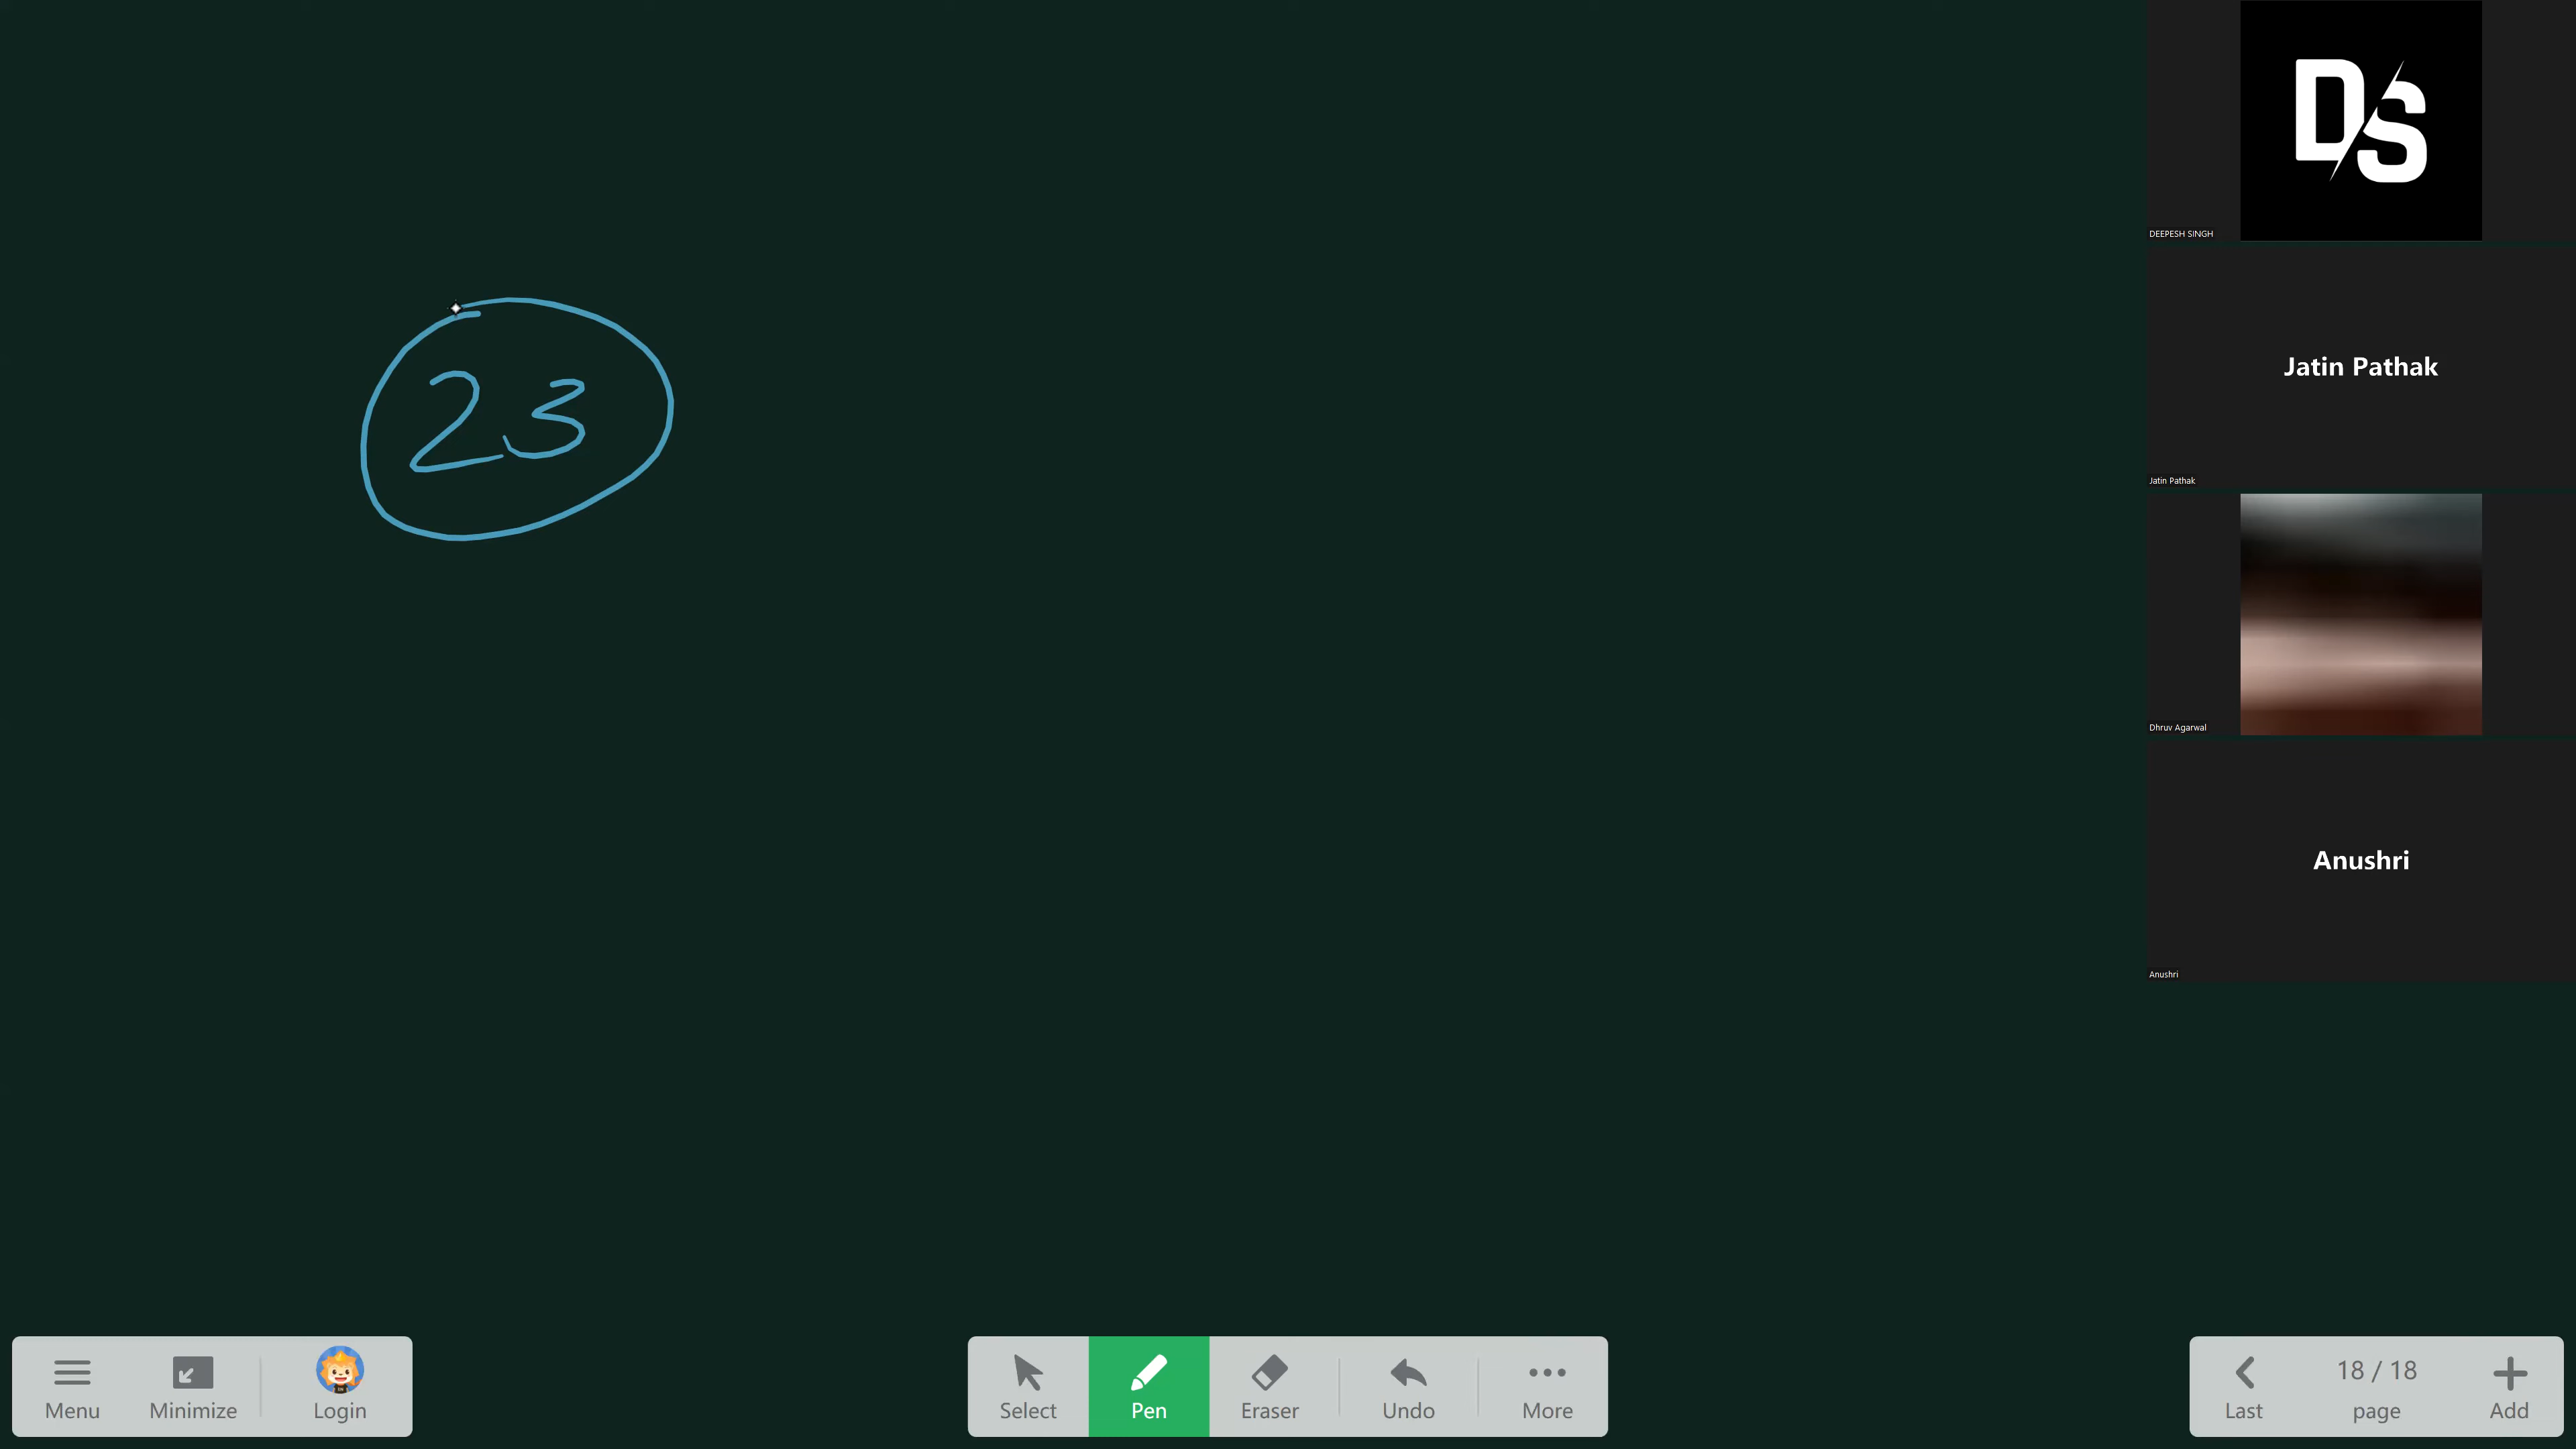 DS
DEEPESH SINGH
23
Jatin Pathak
Jatin Pathak
Dhruv Agarwal
Anushri
Anushri
Menu
Minimize
Login
Select
Pen
Eraser
Undo
More
Last
18 / 18
page
Add